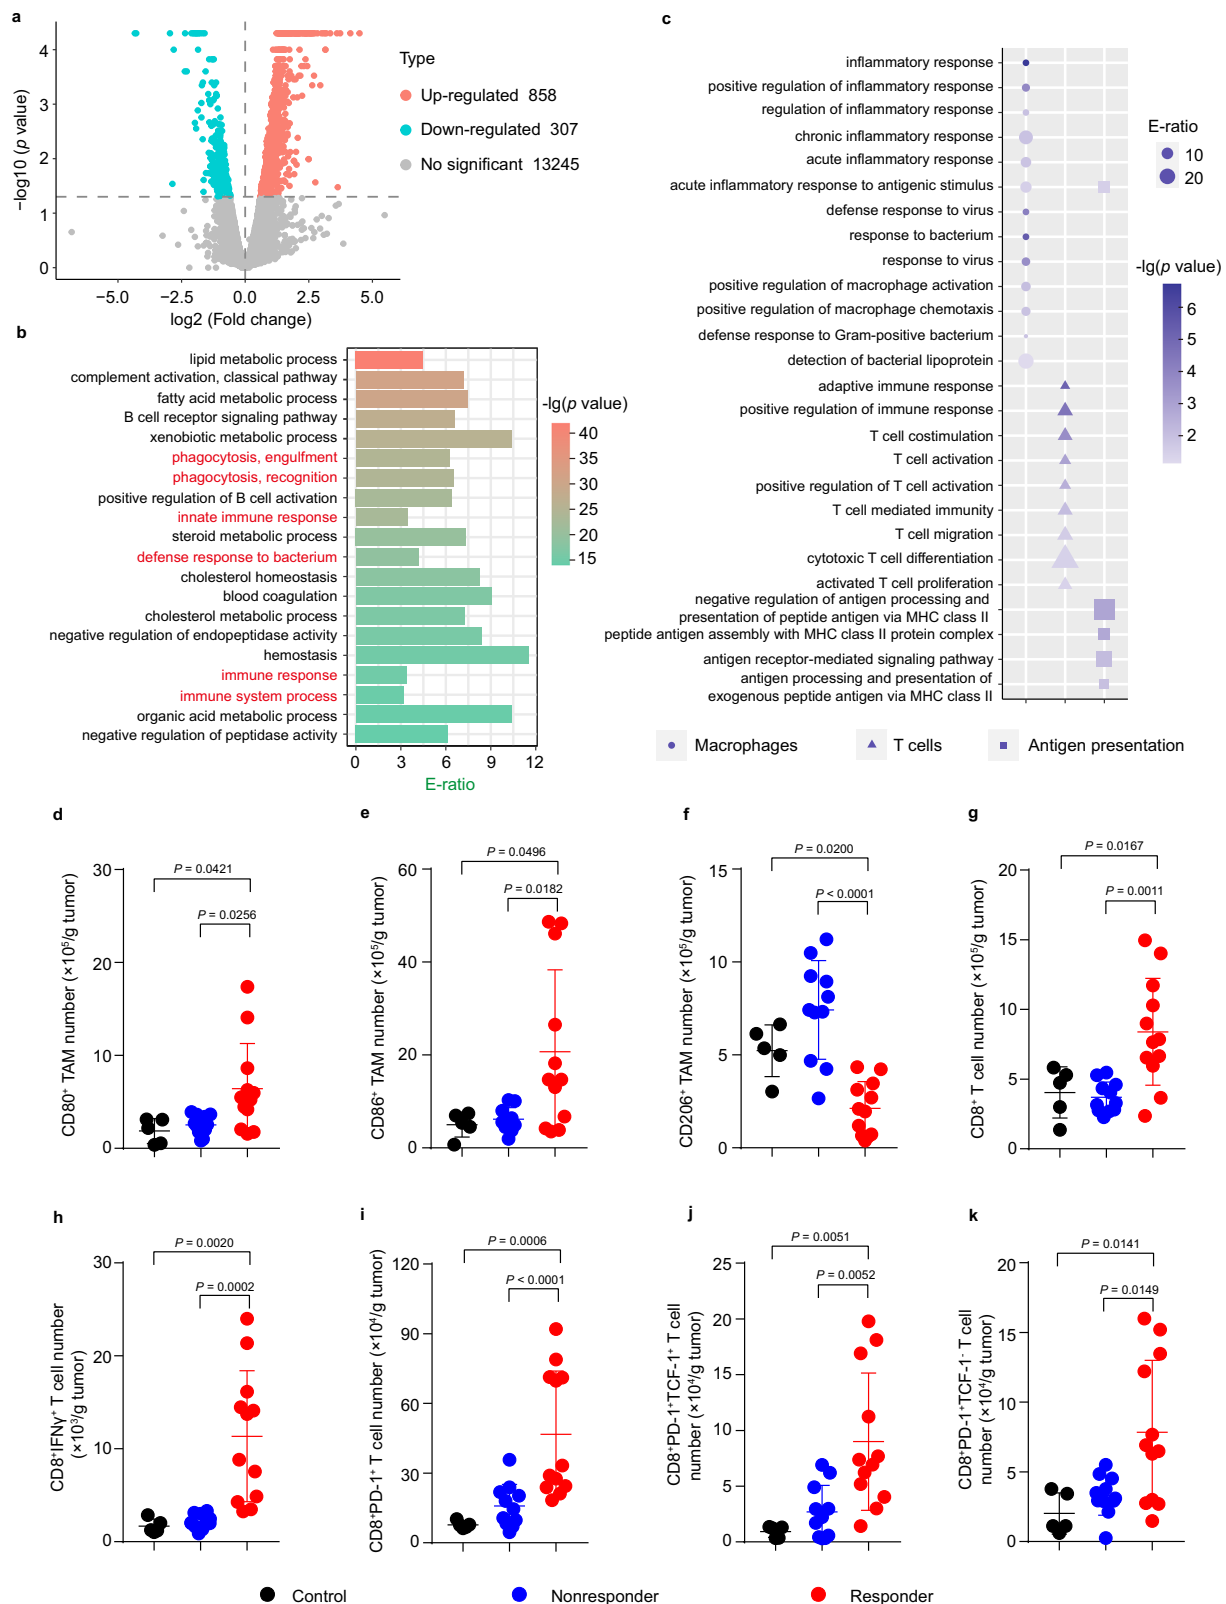 a
4
3
2
1
0
−log10 (p value)
−5.0
−2.5
0.0
2.5
5.0
log2 (Fold change)
Type
Up-regulated 858
Down-regulated 307
No significant 13245
b
lipid metabolic process
complement activation, classical pathway
fatty acid metabolic process
B cell receptor signaling pathway
xenobiotic metabolic process
phagocytosis, engulfment
phagocytosis, recognition
positive regulation of B cell activation
innate immune response
steroid metabolic process
defense response to bacterium
cholesterol homeostasis
blood coagulation
cholesterol metabolic process
negative regulation of endopeptidase activity
hemostasis
immune response
immune system process
organic acid metabolic process
negative regulation of peptidase activity
0 3 6 9 12
E-ratio
-lg(p value)
40
35
30
25
20
15
c
inflammatory response
positive regulation of inflammatory response
regulation of inflammatory response
chronic inflammatory response
acute inflammatory response
acute inflammatory response to antigenic stimulus
defense response to virus
response to bacterium
response to virus
positive regulation of macrophage activation
positive regulation of macrophage chemotaxis
defense response to Gram-positive bacterium
detection of bacterial lipoprotein
adaptive immune response
positive regulation of immune response
T cell costimulation
T cell activation
positive regulation of T cell activation
T cell mediated immunity
T cell migration
cytotoxic T cell differentiation
activated T cell proliferation
negative regulation of antigen processing and
presentation of peptide antigen via MHC class II
peptide antigen assembly with MHC class II protein complex
antigen receptor-mediated signaling pathway
antigen processing and presentation of
exogenous peptide antigen via MHC class II
E-ratio
10
20
-lg(p value)
6
5
4
3
2
Macrophages
T cells
Antigen presentation
d
CD80⁺ TAM number (×10⁵/g tumor)
30
20
10
0
P = 0.0421
P = 0.0256
e
CD86⁺ TAM number (×10⁵/g tumor)
60
40
20
0
P = 0.0496
P = 0.0182
f
CD206⁺ TAM number (×10⁵/g tumor)
15
10
5
0
P = 0.0200
P < 0.0001
g
CD8⁺ T cell number (×10⁵/g tumor)
20
15
10
5
0
P = 0.0167
P = 0.0011
h
CD8⁺IFNγ⁺ T cell number
(×10³/g tumor)
30
20
10
0
P = 0.0020
P = 0.0002
i
CD8⁺PD-1⁺ T cell number (×10⁴/g tumor)
120
90
60
30
0
P = 0.0006
P < 0.0001
j
CD8⁺PD-1⁺TCF-1⁺ T cell
number (×10⁴/g tumor)
25
20
15
10
5
0
P = 0.0051
P = 0.0052
k
CD8⁺PD-1⁺TCF-1⁻ T cell
number (×10⁴/g tumor)
20
15
10
5
0
P = 0.0141
P = 0.0149
Control
Nonresponder
Responder